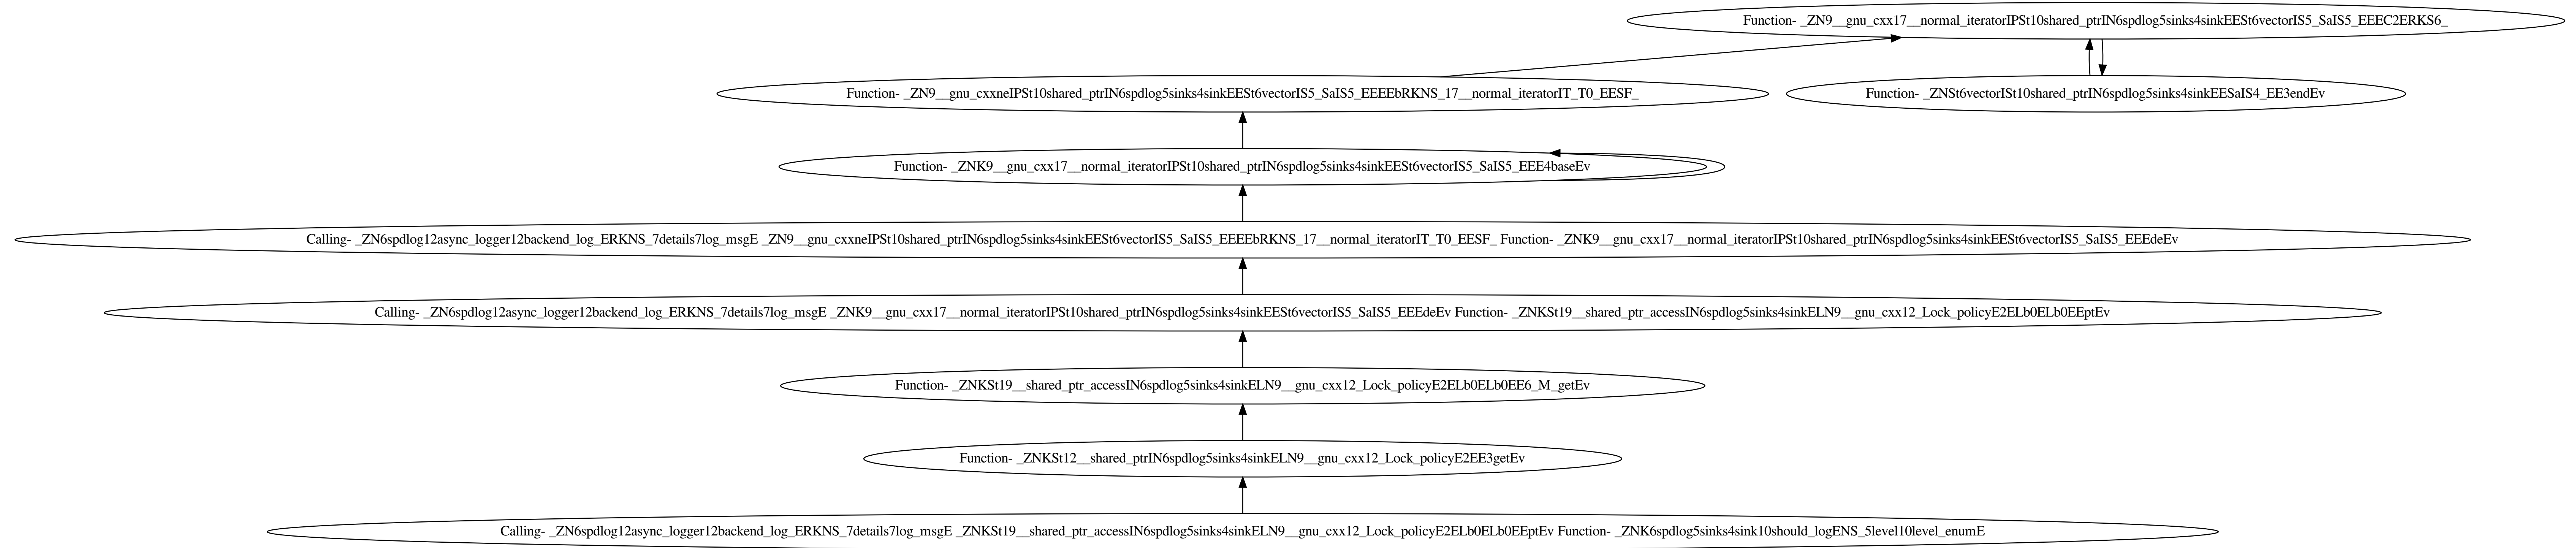 Function- _ZN9__gnu_cxx17__normal_iteratorIPSt10shared_ptrIN6spdlog5sinks4sinkEESt6vectorIS5_SaIS5_EEEC2ERKS6_
Function- _ZN9__gnu_cxxneIPSt10shared_ptrIN6spdlog5sinks4sinkEESt6vectorIS5_SaIS5_EEEEbRKNS_17__normal_iteratorIT_T0_EESF_
Function- _ZNSt6vectorISt10shared_ptrIN6spdlog5sinks4sinkEESaIS4_EE3endEv
Function- _ZNK9__gnu_cxx17__normal_iteratorIPSt10shared_ptrIN6spdlog5sinks4sinkEESt6vectorIS5_SaIS5_EEE4baseEv
Calling- _ZN6spdlog12async_logger12backend_log_ERKNS_7details7log_msgE _ZN9__gnu_cxxneIPSt10shared_ptrIN6spdlog5sinks4sinkEESt6vectorIS5_SaIS5_EEEEbRKNS_17__normal_iteratorIT_T0_EESF_ Function- _ZNK9__gnu_cxx17__normal_iteratorIPSt10shared_ptrIN6spdlog5sinks4sinkEESt6vectorIS5_SaIS5_EEEdeEv
Calling- _ZN6spdlog12async_logger12backend_log_ERKNS_7details7log_msgE _ZNK9__gnu_cxx17__normal_iteratorIPSt10shared_ptrIN6spdlog5sinks4sinkEESt6vectorIS5_SaIS5_EEEdeEv Function- _ZNKSt19__shared_ptr_accessIN6spdlog5sinks4sinkELN9__gnu_cxx12_Lock_policyE2ELb0ELb0EEptEv
Function- _ZNKSt19__shared_ptr_accessIN6spdlog5sinks4sinkELN9__gnu_cxx12_Lock_policyE2ELb0ELb0EE6_M_getEv
Function- _ZNKSt12__shared_ptrIN6spdlog5sinks4sinkELN9__gnu_cxx12_Lock_policyE2EE3getEv
Calling- _ZN6spdlog12async_logger12backend_log_ERKNS_7details7log_msgE _ZNKSt19__shared_ptr_accessIN6spdlog5sinks4sinkELN9__gnu_cxx12_Lock_policyE2ELb0ELb0EEptEv Function- _ZNK6spdlog5sinks4sink10should_logENS_5level10level_enumE